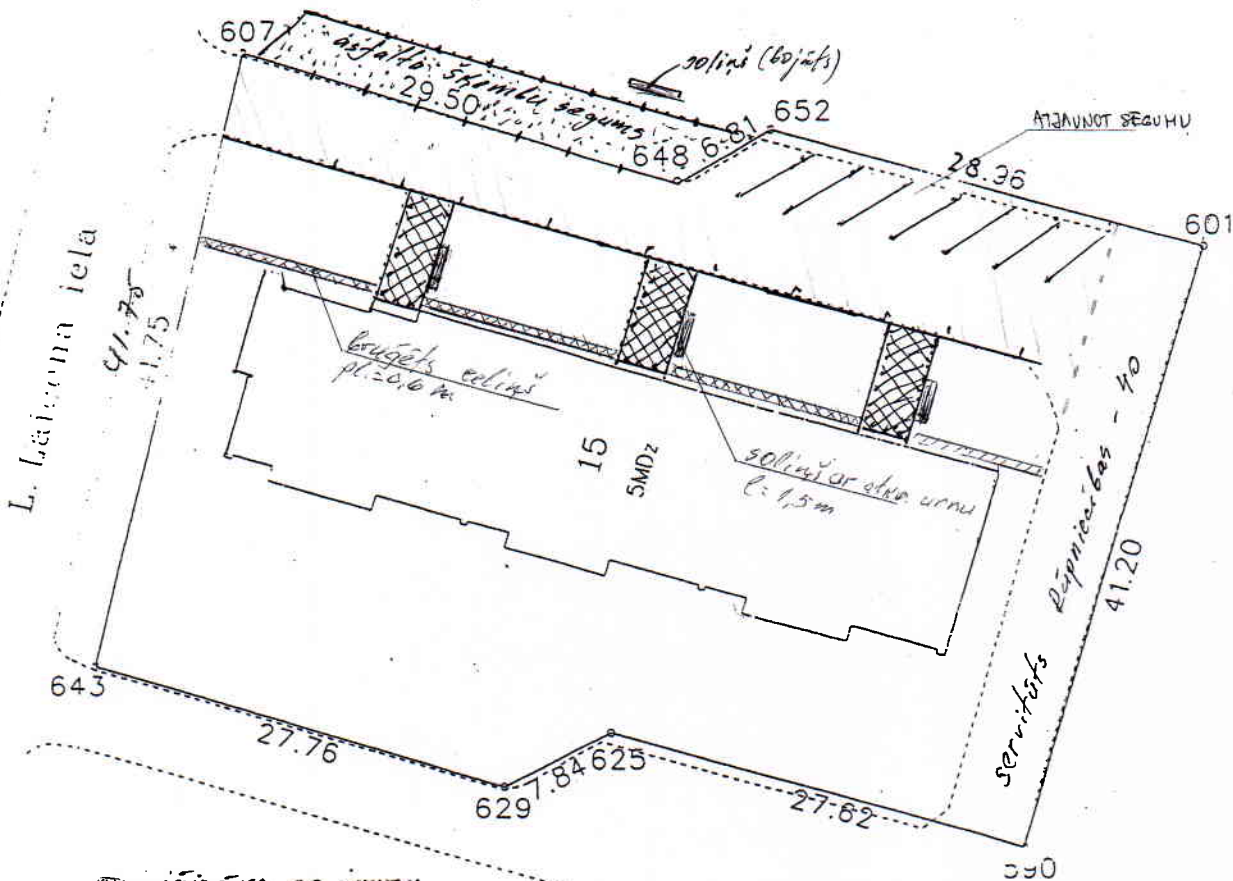 607
asfalta šķembu segums
soliņš (bojāts)
29.50
648
6.81
652
ATJAUNOT SEGUMU
28.36
601
L. Laicena iela
41.75
41.75
bruģēts celiņš
pl.=0,6 m
15
5MDz
soliņš ar atkr. urnu
l=1,5m
Rūpniecības - 40
servitūts
41.20
643
27.76
629
7.84
625
27.62
590